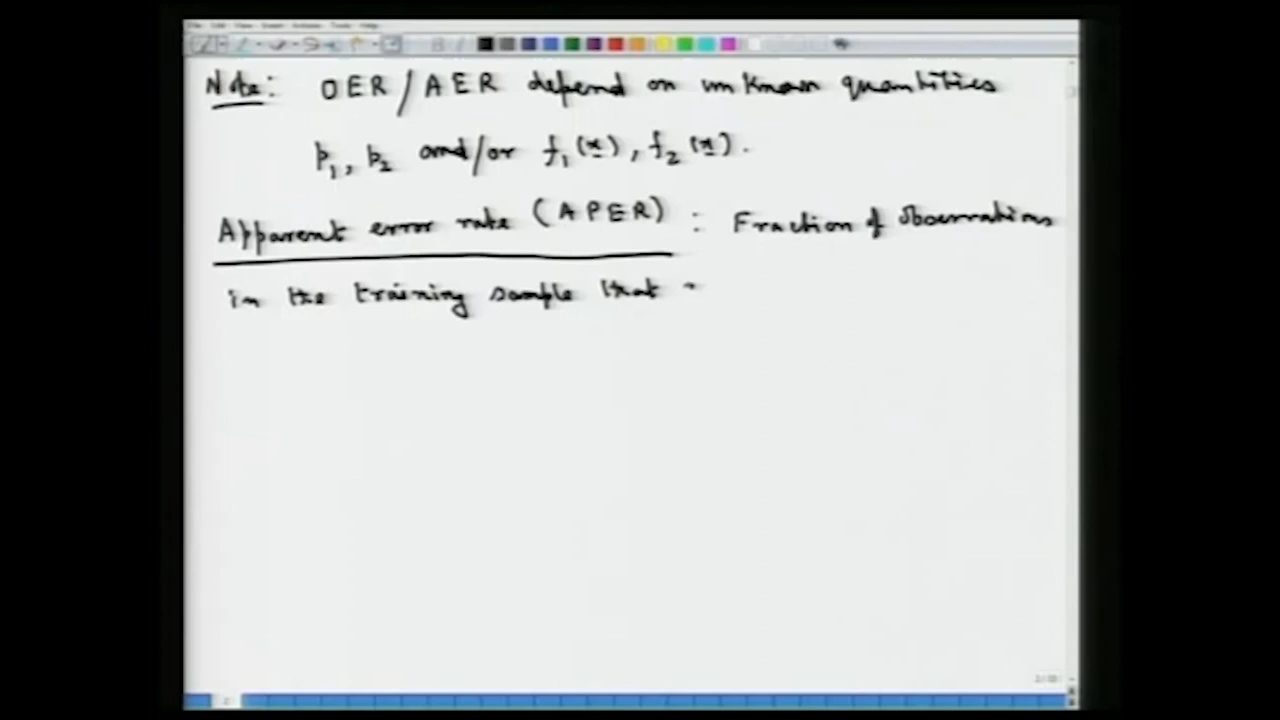 Note: OER/AER depend on unknown quantities
p₁, p₂ and/or f₁(x), f₂(x).
Apparent error rate (APER): Fraction of observations
in the training sample that